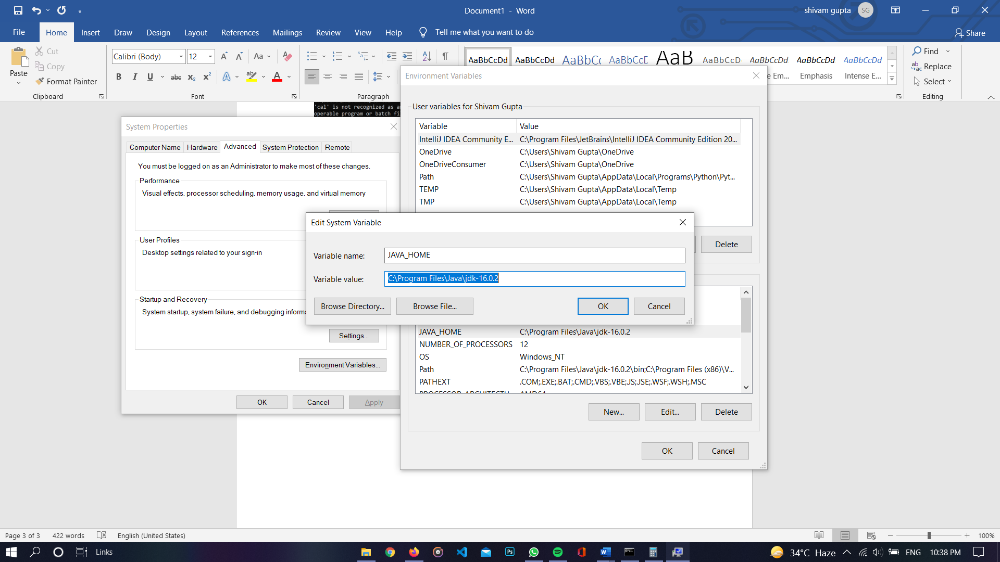 Document1 - Word
shivam gupta
SG
File
Home
Insert
Draw
Design
Layout
References
Mailings
Review
View
Help
Tell me what you want to do
Share
Paste
Cut
Copy
Format Painter
Clipboard
Calibri (Body)
12
Font
Paragraph
AaBbCcDd
AaBbCcDd
AaBbCc
AaBbCcD
AaB
AaBbCcD
AaBbCcDd
AaBbCcDd
AaBbCcDd
e Em...
Emphasis
Intense E...
Find
Replace
Select
Editing
'cal' is not recognized as a
operable program or batch fi
System Properties
Computer Name
Hardware
Advanced
System Protection
Remote
You must be logged on as an Administrator to make most of these changes.
Performance
Visual effects, processor scheduling, memory usage, and virtual memory
User Profiles
Desktop settings related to your sign-in
Startup and Recovery
System startup, system failure, and debugging informa
Settings...
Environment Variables...
OK
Cancel
Apply
Environment Variables
User variables for Shivam Gupta
Variable Value
IntelliJ IDEA Community E... C:\Program Files\JetBrains\IntelliJ IDEA Community Edition 20...
OneDrive C:\Users\Shivam Gupta\OneDrive
OneDriveConsumer C:\Users\Shivam Gupta\OneDrive
Path C:\Users\Shivam Gupta\AppData\Local\Programs\Python\Pyt...
TEMP C:\Users\Shivam Gupta\AppData\Local\Temp
TMP C:\Users\Shivam Gupta\AppData\Local\Temp
Delete
Edit System Variable
Variable name: JAVA_HOME
Variable value: C:\Program Files\Java\jdk-16.0.2
Browse Directory...
Browse File...
OK
Cancel
JAVA_HOME C:\Program Files\Java\jdk-16.0.2
NUMBER_OF_PROCESSORS 12
OS Windows_NT
Path C:\Program Files\Java\jdk-16.0.2\bin;C:\Program Files (x86)\V...
PATHEXT .COM;.EXE;.BAT;.CMD;.VBS;.VBE;.JS;.JSE;.WSF;.WSH;.MSC
PROCESSOR_ARCHITECTU AMD64
New...
Edit...
Delete
OK
Cancel
Page 3 of 3
422 words
English (United States)
100%
Links
34°C Haze
ENG
10:38 PM